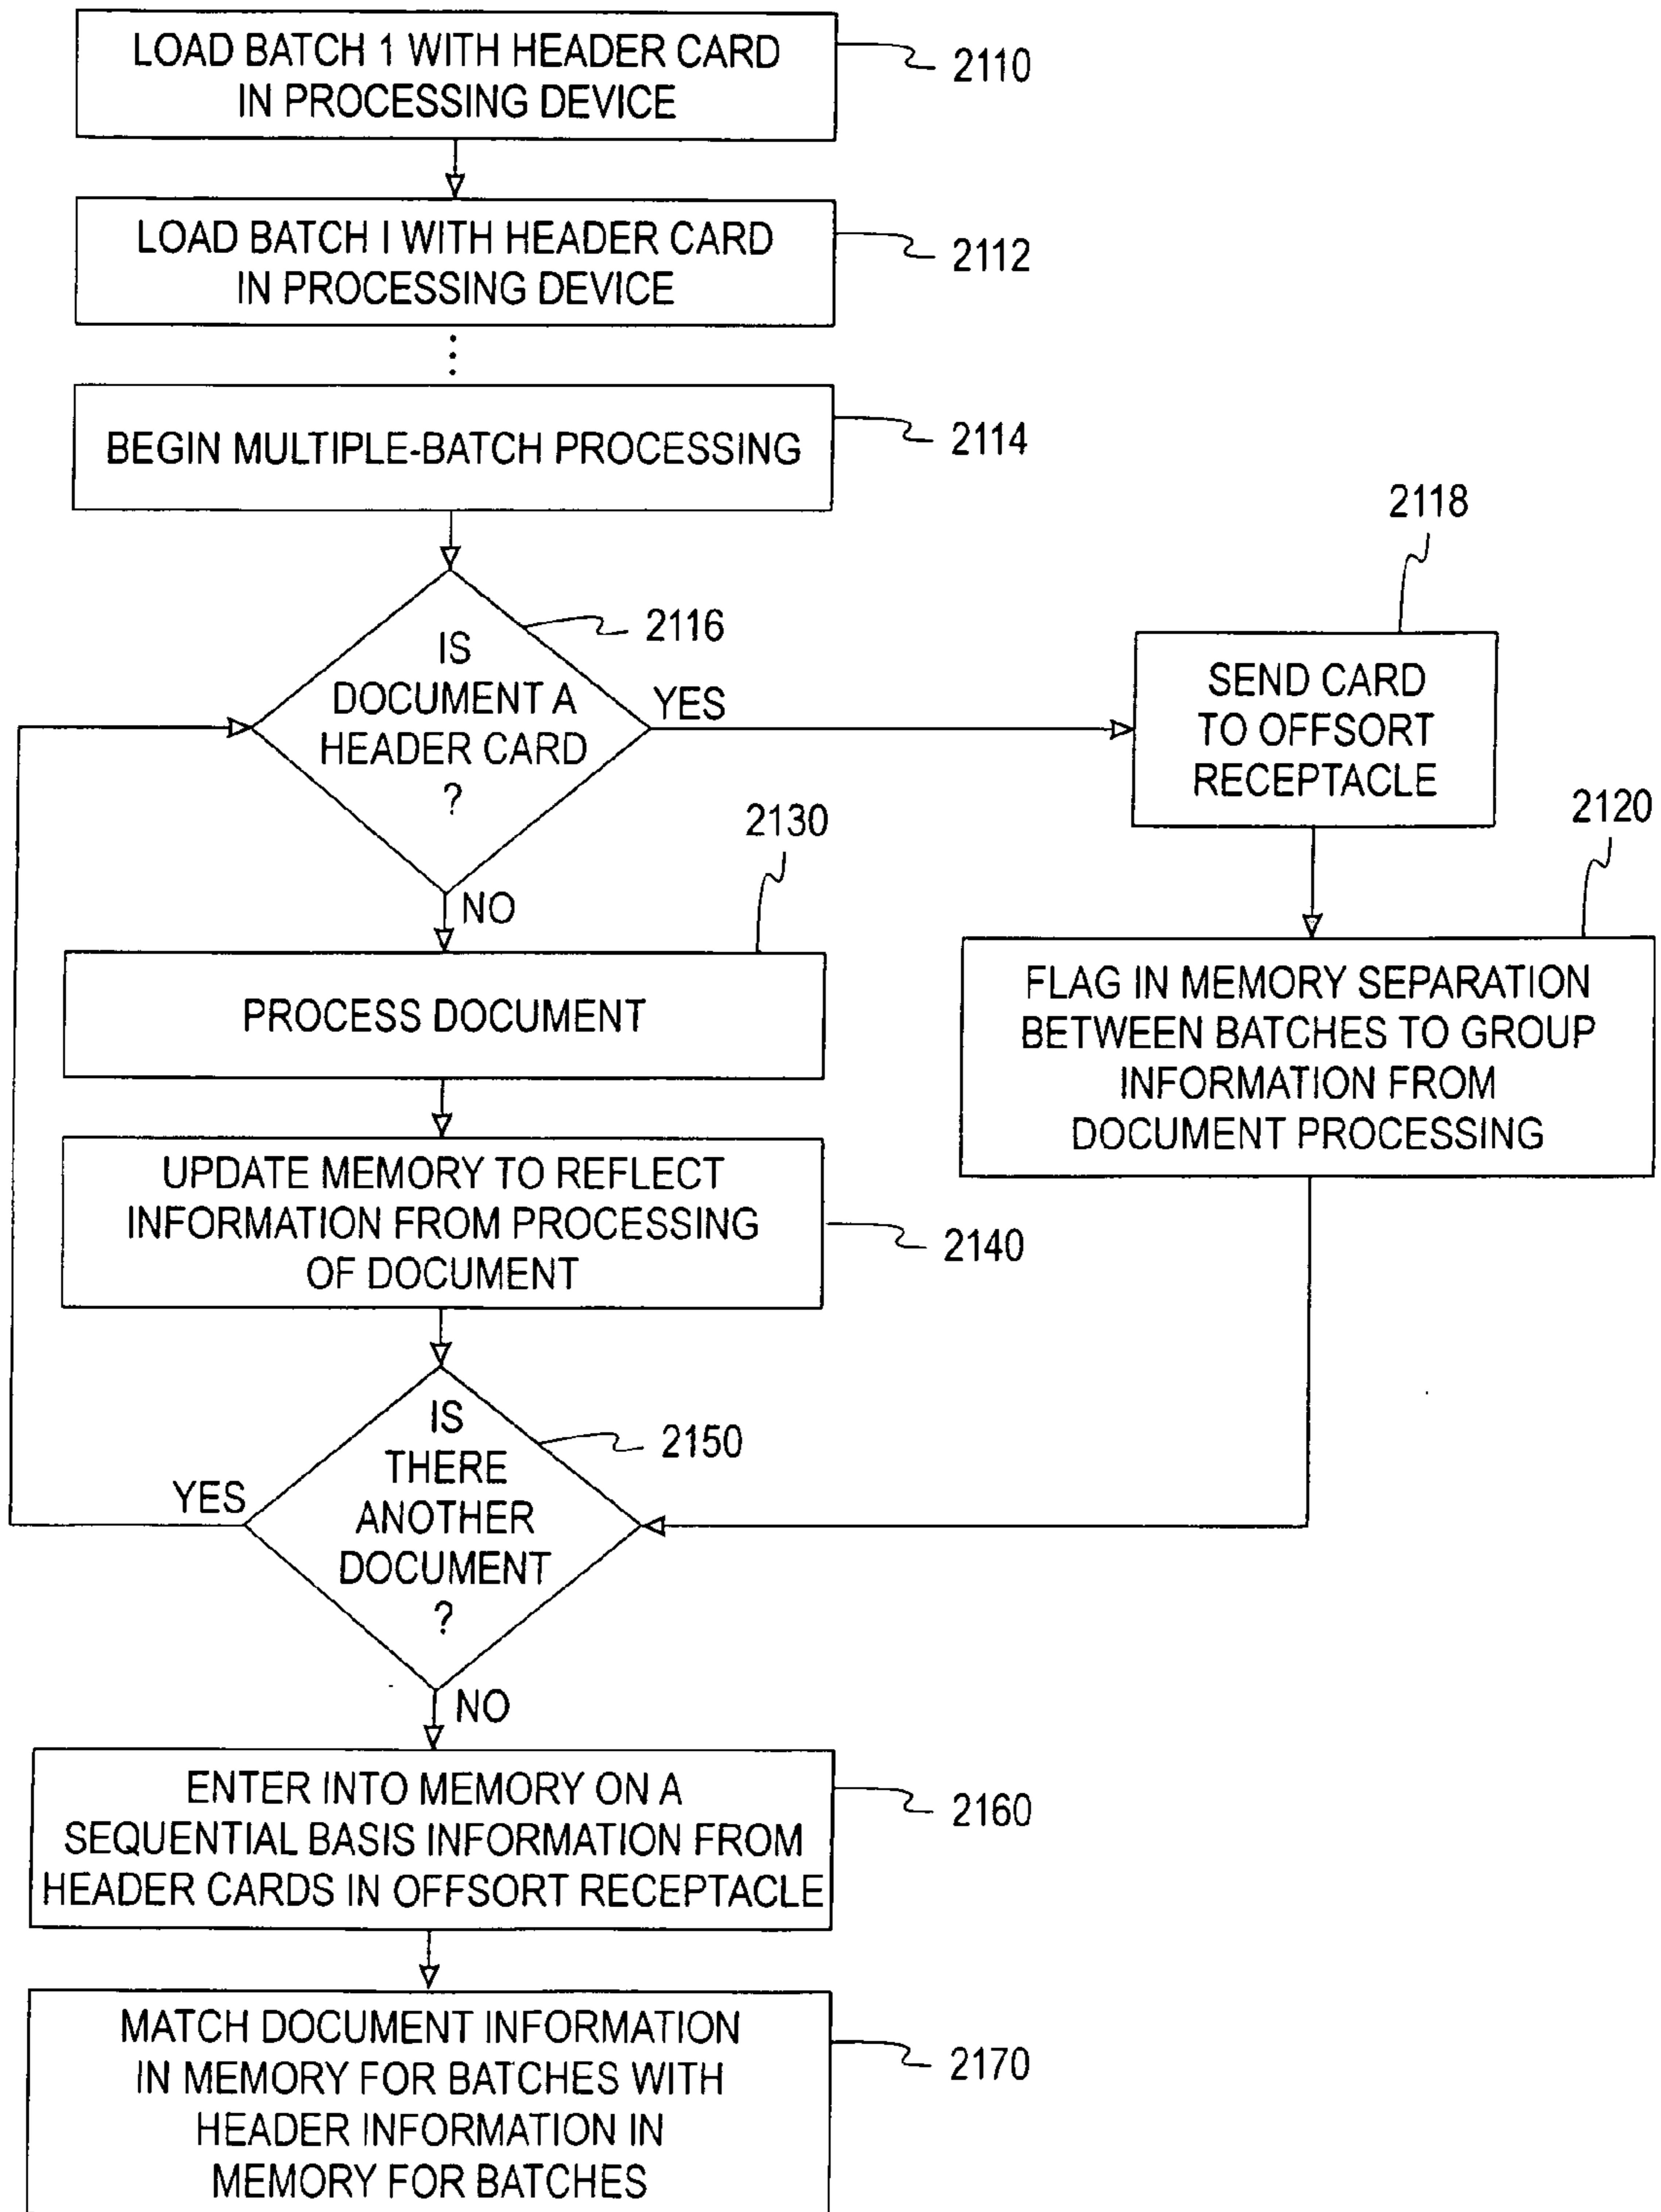 LOAD BATCH 1 WITH HEADER CARD
IN PROCESSING DEVICE
2110
LOAD BATCH I WITH HEADER CARD
IN PROCESSING DEVICE
2112
BEGIN MULTIPLE-BATCH PROCESSING
2114
IS
DOCUMENT A
HEADER CARD
?
2116
YES
NO
2118
SEND CARD
TO OFFSORT
RECEPTACLE
2120
FLAG IN MEMORY SEPARATION
BETWEEN BATCHES TO GROUP
INFORMATION FROM
DOCUMENT PROCESSING
2130
PROCESS DOCUMENT
UPDATE MEMORY TO REFLECT
INFORMATION FROM PROCESSING
OF DOCUMENT
2140
IS
THERE
ANOTHER
DOCUMENT
?
2150
YES
NO
ENTER INTO MEMORY ON A
SEQUENTIAL BASIS INFORMATION FROM
HEADER CARDS IN OFFSORT RECEPTACLE
2160
MATCH DOCUMENT INFORMATION
IN MEMORY FOR BATCHES WITH
HEADER INFORMATION IN
MEMORY FOR BATCHES
2170